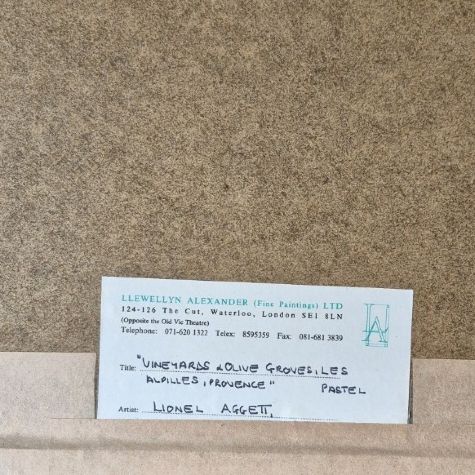 LLEWELLYN ALEXANDER (Fine Paintings) LTD
124-126 The Cut, Waterloo, London SE1 8LN
(Opposite the Old Vic Theatre)
Telephone: 071-620 1322 Telex: 8595359 Fax: 081-681 3839
LA
Title: "VINEYARDS & OLIVE GROVES, LES
ALPILLES, PROVENCE" PASTEL
Artist: LIONEL AGGETT,